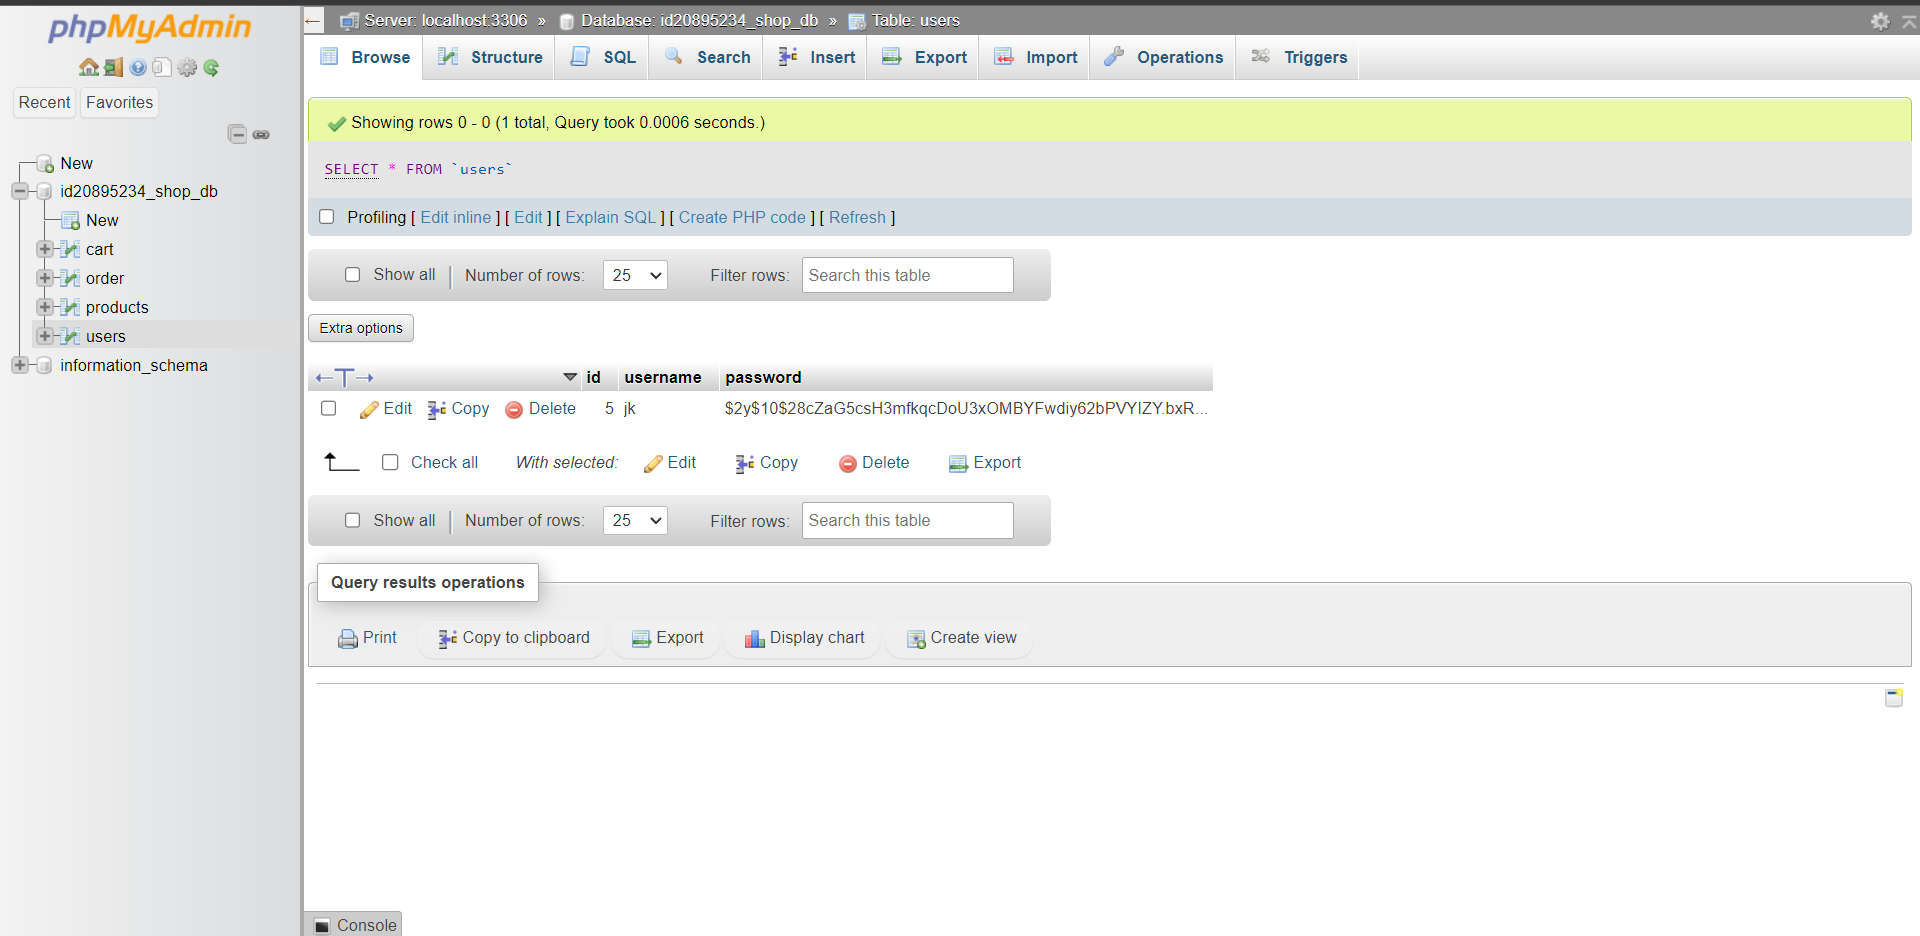 phpMyAdmin
Recent Favorites
New
id20895234_shop_db
New
cart
order
products
users
information_schema
← Server: localhost:3306 » Database: id20895234_shop_db » Table: users
Browse Structure SQL Search Insert Export Import Operations Triggers
Showing rows 0 - 0 (1 total, Query took 0.0006 seconds.)
SELECT * FROM `users`
Profiling [ Edit inline ] [ Edit ] [ Explain SQL ] [ Create PHP code ] [ Refresh ]
Show all | Number of rows: 25 Filter rows: Search this table
Extra options
←T→ id username password
Edit Copy Delete 5 jk $2y$10$28cZaG5csH3mfkqcDoU3xOMBYFwdiy62bPVYIZY.bxR...
Check all With selected: Edit Copy Delete Export
Show all | Number of rows: 25 Filter rows: Search this table
Query results operations
Print Copy to clipboard Export Display chart Create view
Console